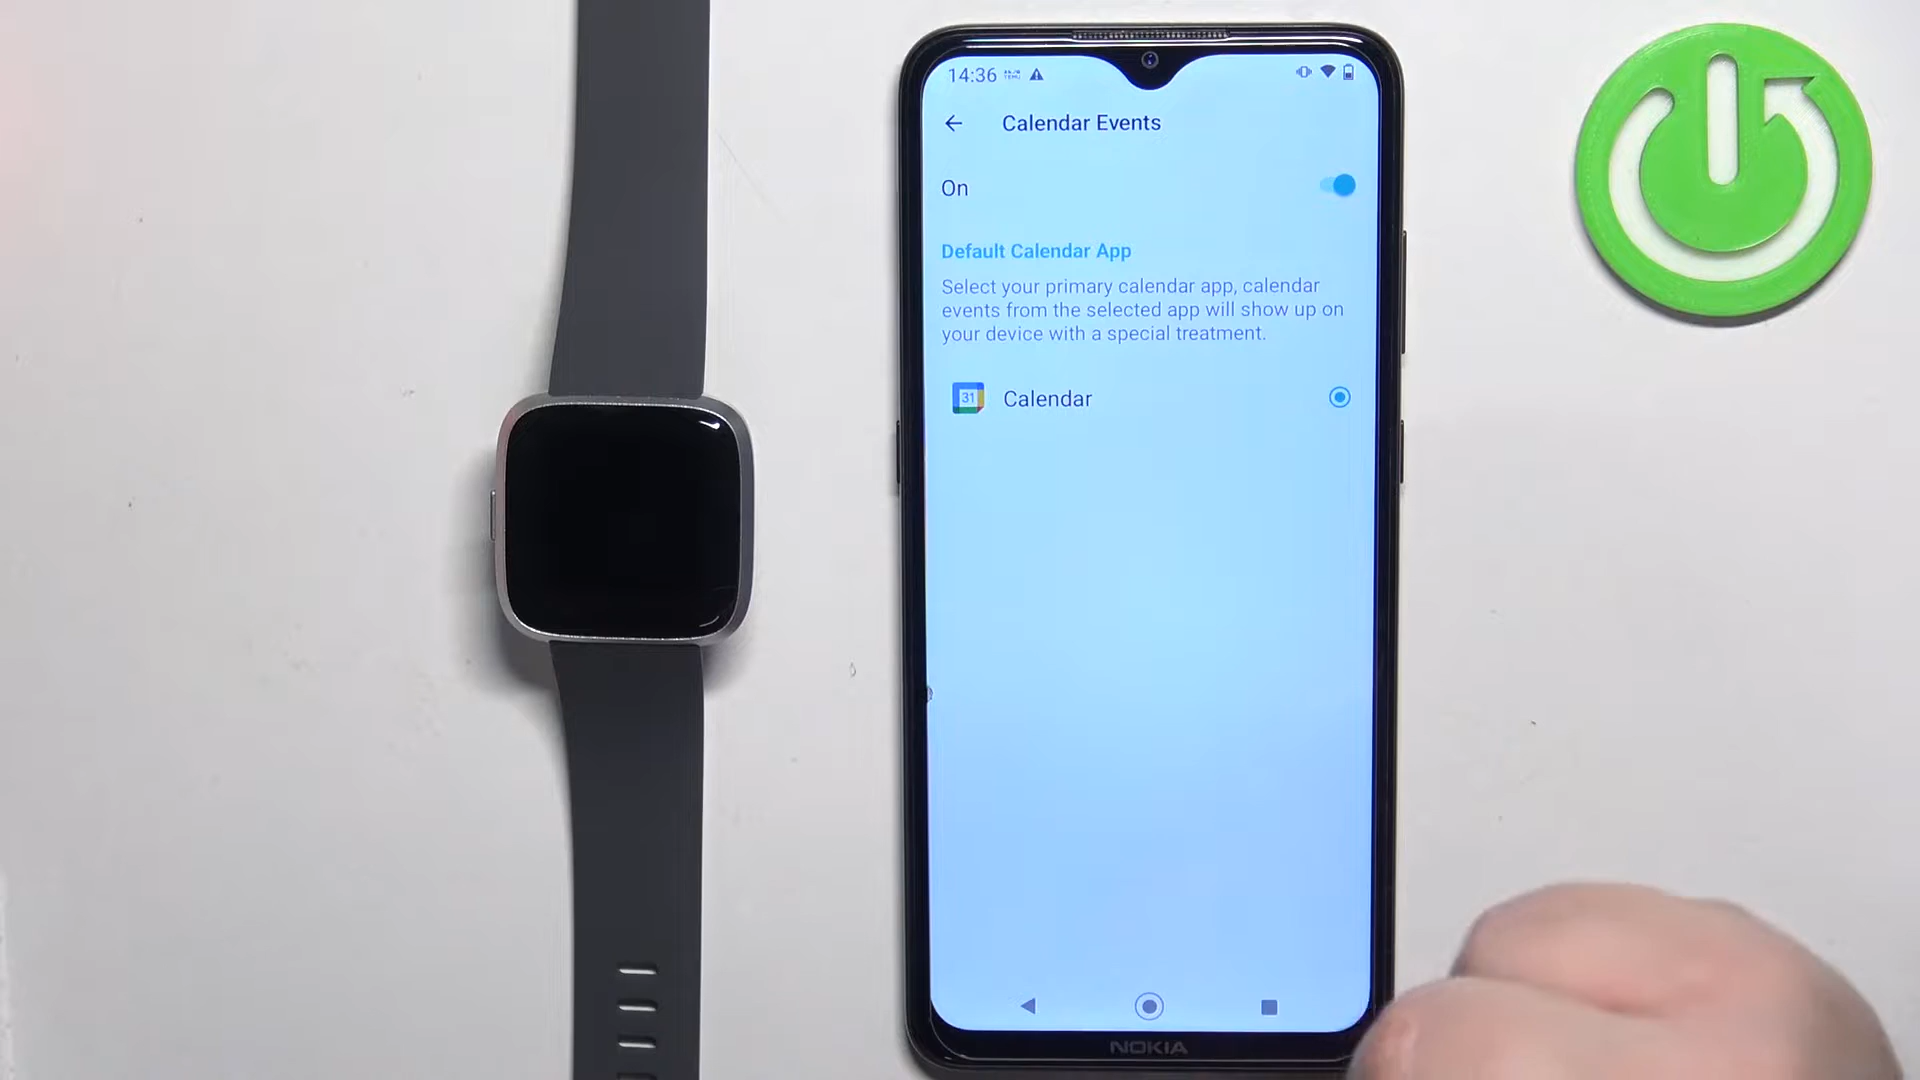 14:36
Calendar Events
On
Default Calendar App
Select your primary calendar app, calendar
events from the selected app will show up on
your device with a special treatment.
31
Calendar
NOKIA